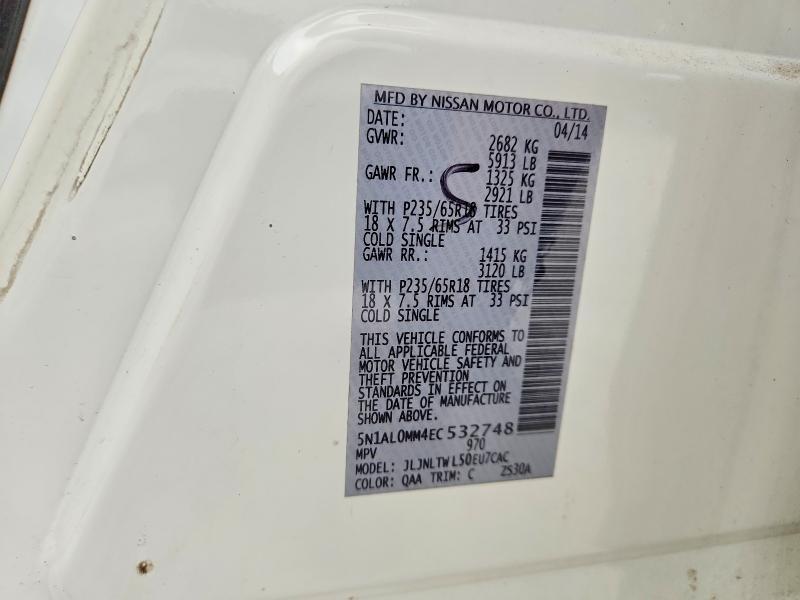 MFD BY NISSAN MOTOR CO., LTD.
DATE: 04/14
GVWR: 2682 KG
5913 LB
GAWR FR.: 1325 KG
2921 LB
WITH P235/65R18 TIRES
18 X 7.5 RIMS AT 33 PSI
COLD SINGLE
GAWR RR.: 1415 KG
3120 LB
WITH P235/65R18 TIRES
18 X 7.5 RIMS AT 33 PSI
COLD SINGLE
THIS VEHICLE CONFORMS TO
ALL APPLICABLE FEDERAL
MOTOR VEHICLE SAFETY AND
THEFT PREVENTION
STANDARDS IN EFFECT ON
THE DATE OF MANUFACTURE
SHOWN ABOVE.
5N1AL0MM4EC532748
MPV 970
MODEL: JLJNLTWL50EU7CAC
COLOR: QAA TRIM: C ZS30A